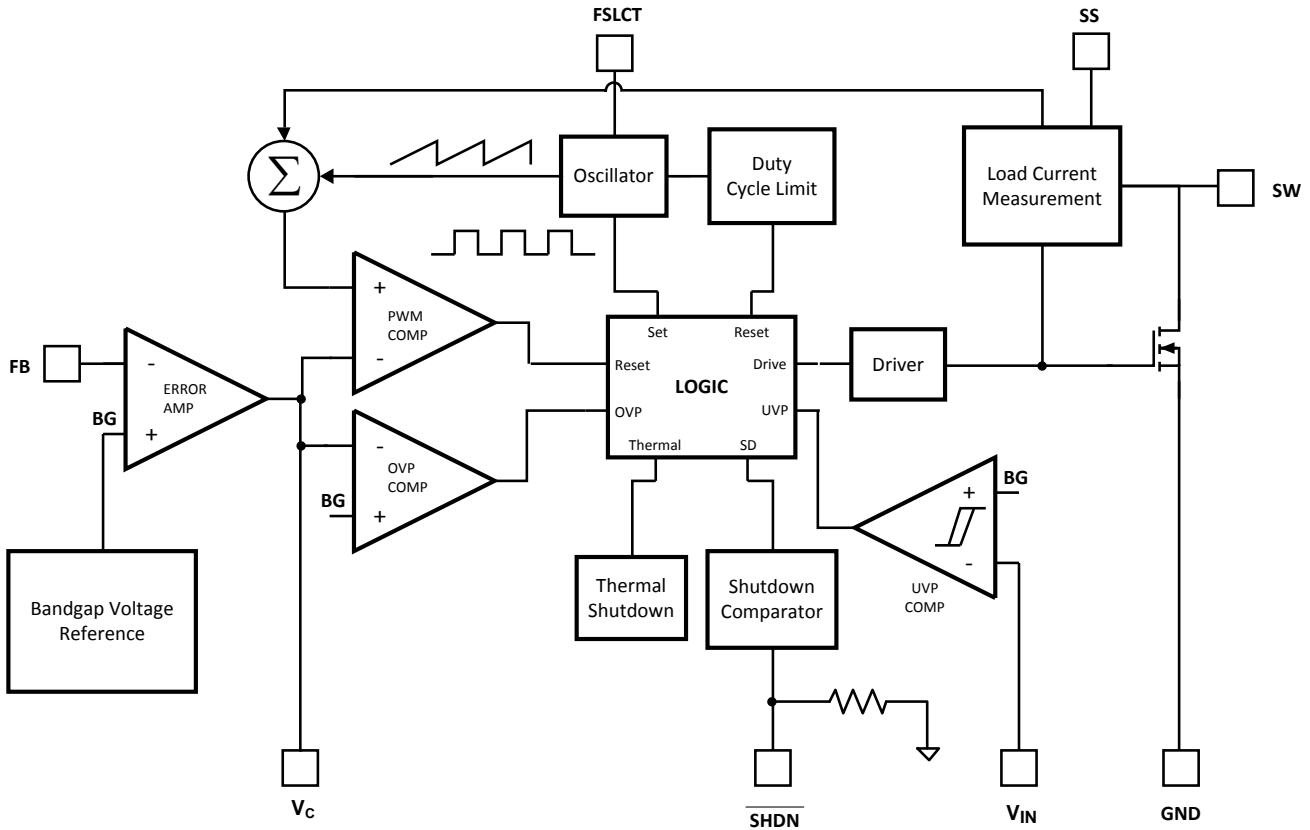 FSLCT
SS
Σ
Oscillator
Duty
Cycle Limit
Load Current
Measurement
SW
+
PWM
COMP
-
Set
Reset
Reset
Drive
LOGIC
OVP
UVP
Thermal
SD
Driver
FB
-
ERROR
AMP
BG
+
-
OVP
COMP
BG
+
BG
+
-
UVP
COMP
Bandgap Voltage
Reference
Thermal
Shutdown
Shutdown
Comparator
VC
SHDN
VIN
GND